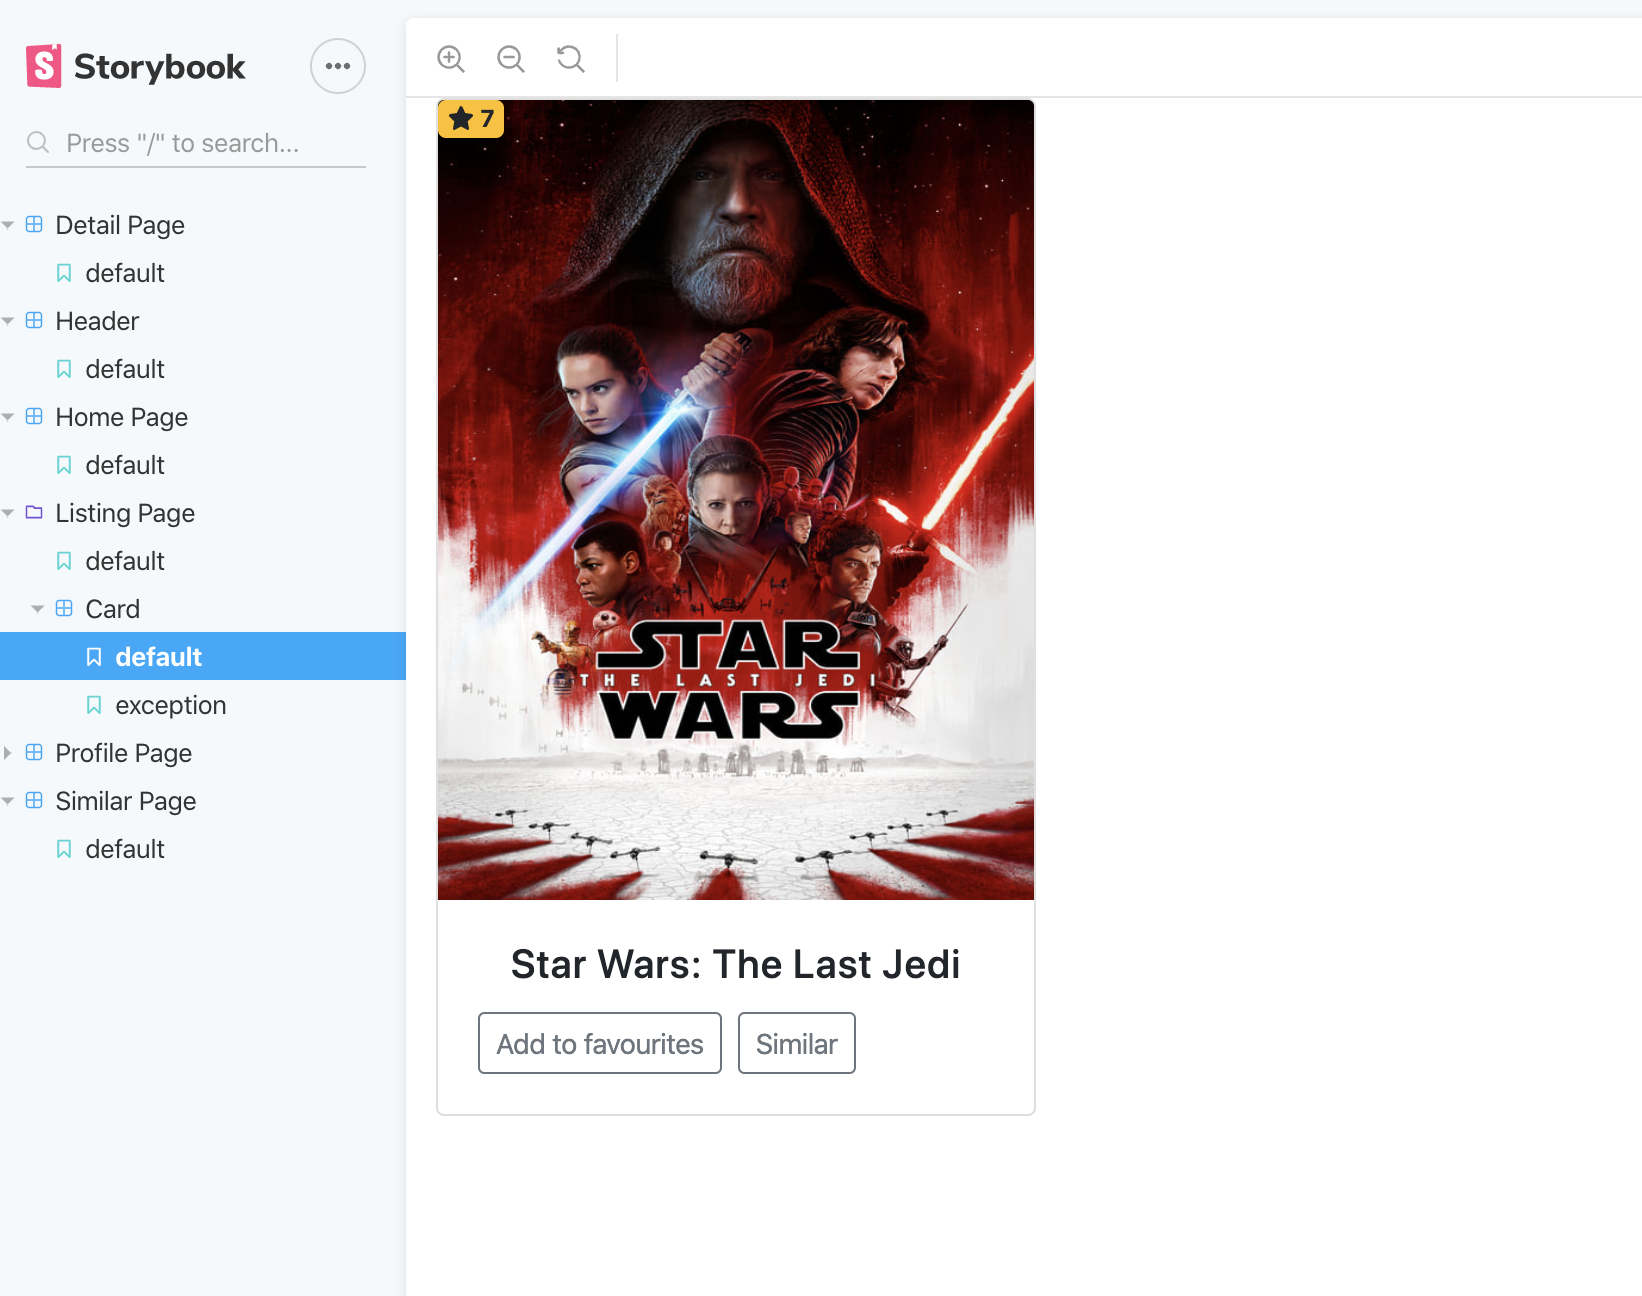 Storybook
Press "/" to search...
Detail Page
default
Header
default
Home Page
default
Listing Page
default
Card
default
exception
Profile Page
Similar Page
default
7
STAR
THE LAST JEDI
WARS
Star Wars: The Last Jedi
Add to favourites
Similar